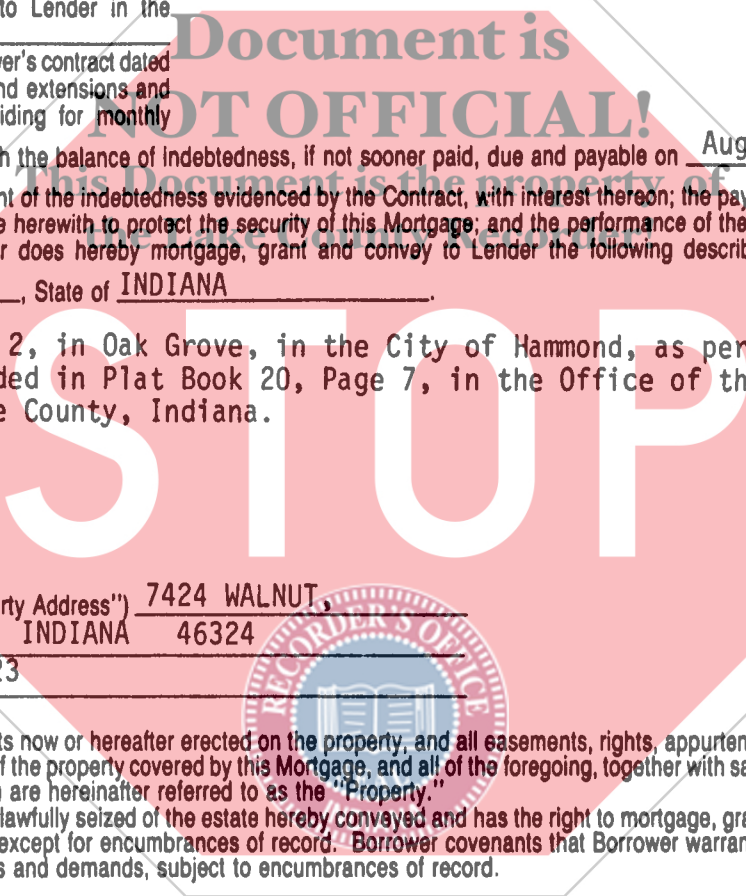 to Lender in the
Document is
er's contract dated
nd extensions and
NOT OFFICIAL!
iding for monthly
h the balance of indebtedness, if not sooner paid, due and payable on Aug
This Document is the property of
nt of the indebtedness evidenced by the Contract, with interest thereon; the pay
e herewith to protect the security of this Mortgage; and the performance of the
the Lake County Recorder!
r does hereby mortgage, grant and convey to Lender the following describ
, State of INDIANA.
2, in Oak Grove, in the City of Hammond, as per
ded in Plat Book 20, Page 7, in the Office of th
e County, Indiana.
STOP
rty Address") 7424 WALNUT,
INDIANA 46324
23
RECORDER'S OFFICE
ts now or hereafter erected on the property, and all easements, rights, appurten
f the property covered by this Mortgage, and all of the foregoing, together with sa
are hereinafter referred to as the "Property."
lawfully seized of the estate hereby conveyed and has the right to mortgage, gra
except for encumbrances of record. Borrower covenants that Borrower warran
s and demands, subject to encumbrances of record.